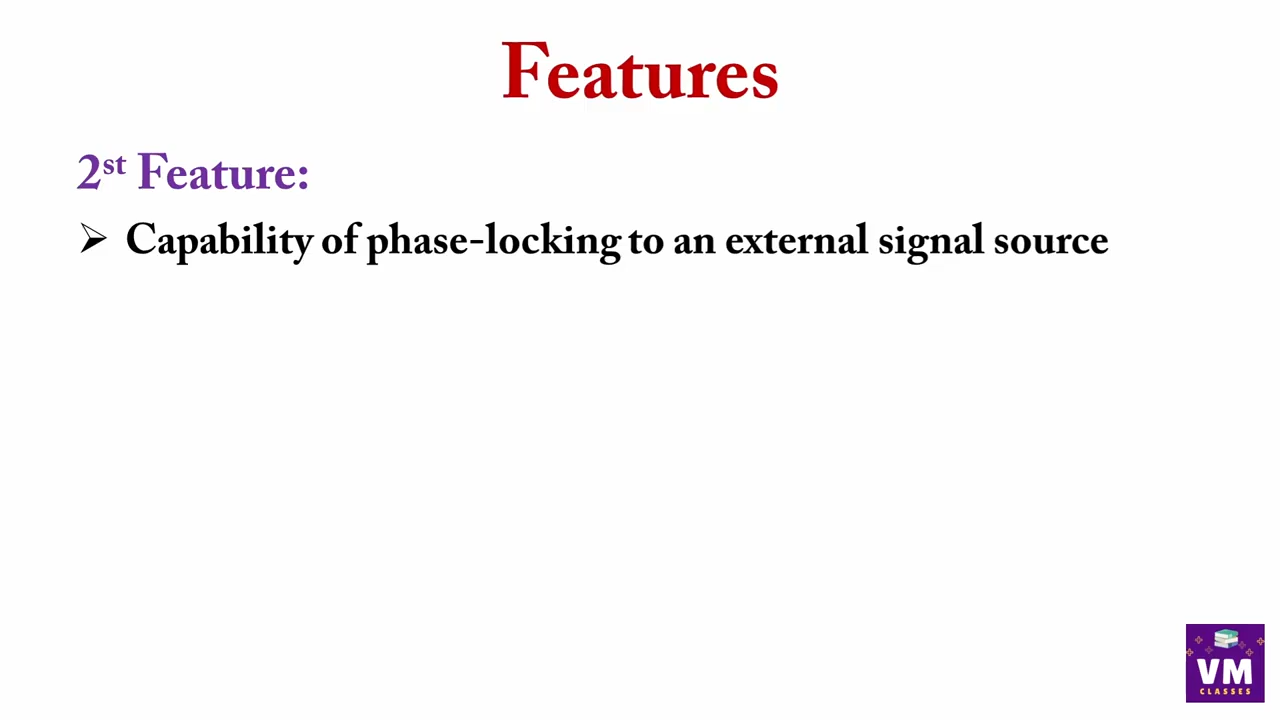 Features
2st Feature:
➢ Capability of phase-locking to an external signal source
VM
CLASSES